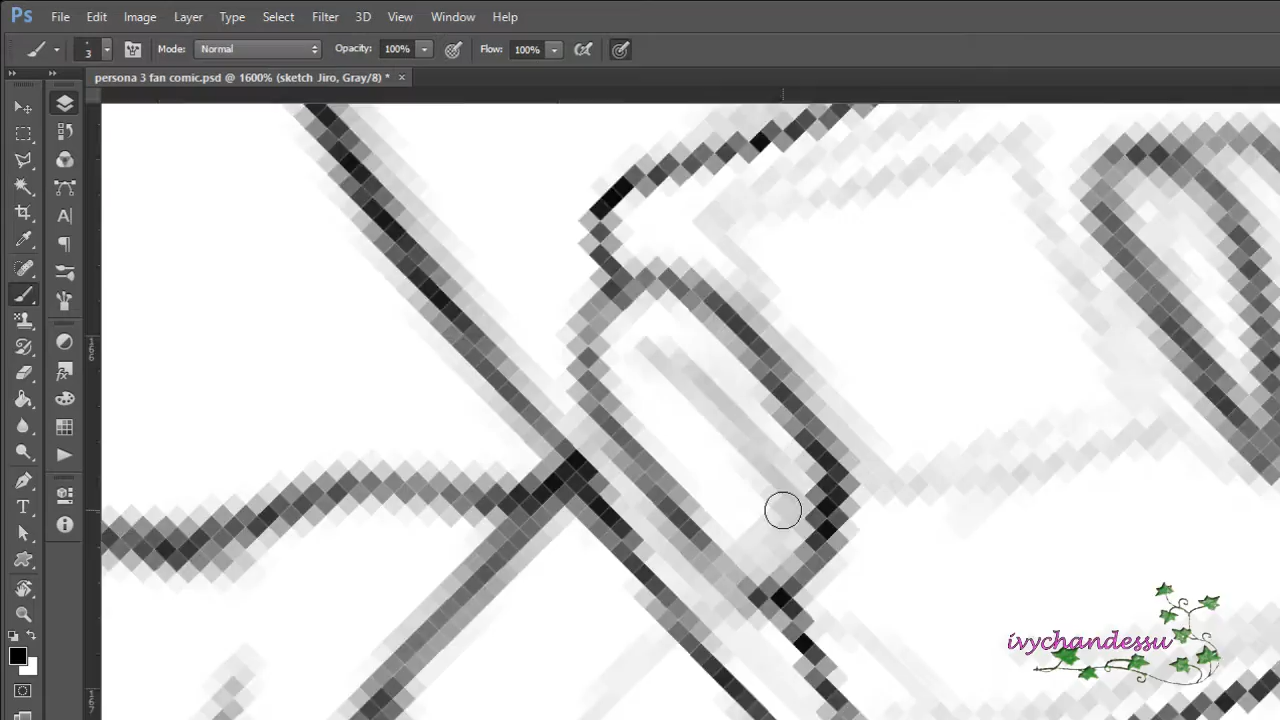 Ps File Edit Image Layer Type Select Filter 3D View Window Help
3 Mode: Normal Opacity: 100% Flow: 100%
persona 3 fan comic.psd @ 1600% (sketch Jiro, Gray/8) * ×
ivychandessu